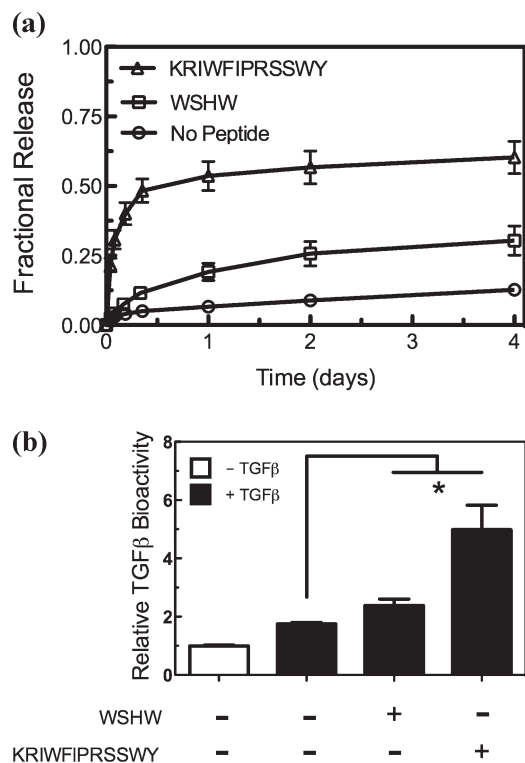 (a)
1.00
0.75
0.50
0.25
0.00
Fractional Release
KRIWFIPRSSWY
WSHW
No Peptide
0 1 2 3 4
Time (days)
(b)
8
6
4
2
0
Relative TGFβ Bioactivity
− TGFβ
+ TGFβ
*
WSHW − − + −
KRIWFIPRSSWY − − − +